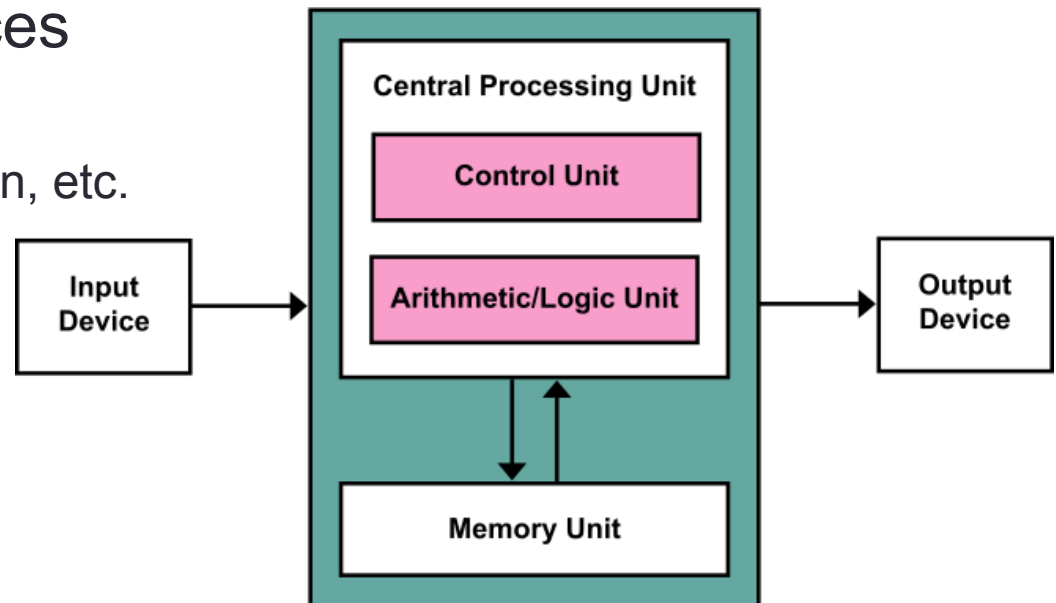 ces
n, etc.
Central Processing Unit
Control Unit
Arithmetic/Logic Unit
Input
Device
Output
Device
Memory Unit